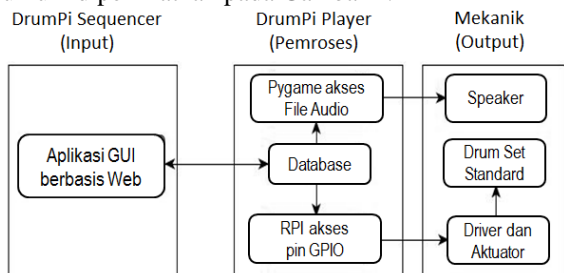 DrumPi Sequencer
(Input)
DrumPi Player
(Pemroses)
Mekanik
(Output)
Aplikasi GUI
berbasis Web
Pygame akses
File Audio
Database
RPI akses
pin GPIO
Speaker
Drum Set
Standard
Driver dan
Aktuator